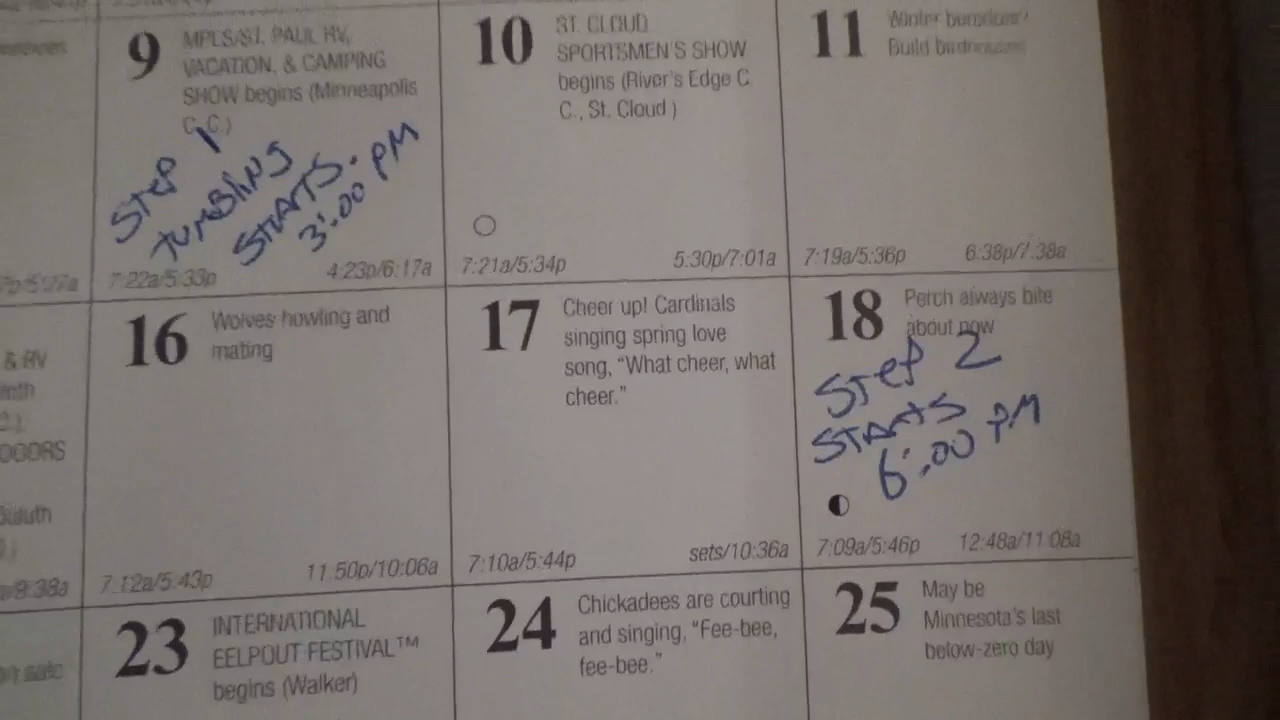 9
MPLS/ST. PAUL RV,
VACATION, & CAMPING
SHOW begins (Minneapolis
C.C.)
STEP 1
TUMBLING
STARTS.
3:00 PM
7:22a/5:33p 4:23p/6:17a
10
ST. CLOUD
SPORTSMEN'S SHOW
begins (River's Edge C.
C., St. Cloud )
7:21a/5:34p 5:30p/7:01a
11
Winter
Build birdhouses
7:19a/5:36p 6:38p/7:38a
& RV
OORS
16
Wolves howling and
mating
7:12a/5:43p 11:50p/10:06a
17
Cheer up! Cardinals
singing spring love
song, “What cheer, what
cheer.”
7:10a/5:44p sets/10:36a
18
Perch always bite
about now
STEP 2
STARTS
6:00 PM
7:09a/5:46p 12:48a/11:08a
23
INTERNATIONAL
EELPOUT FESTIVAL™
begins (Walker)
24
Chickadees are courting
and singing, “Fee-bee,
fee-bee.”
25
May be
Minnesota's last
below-zero day